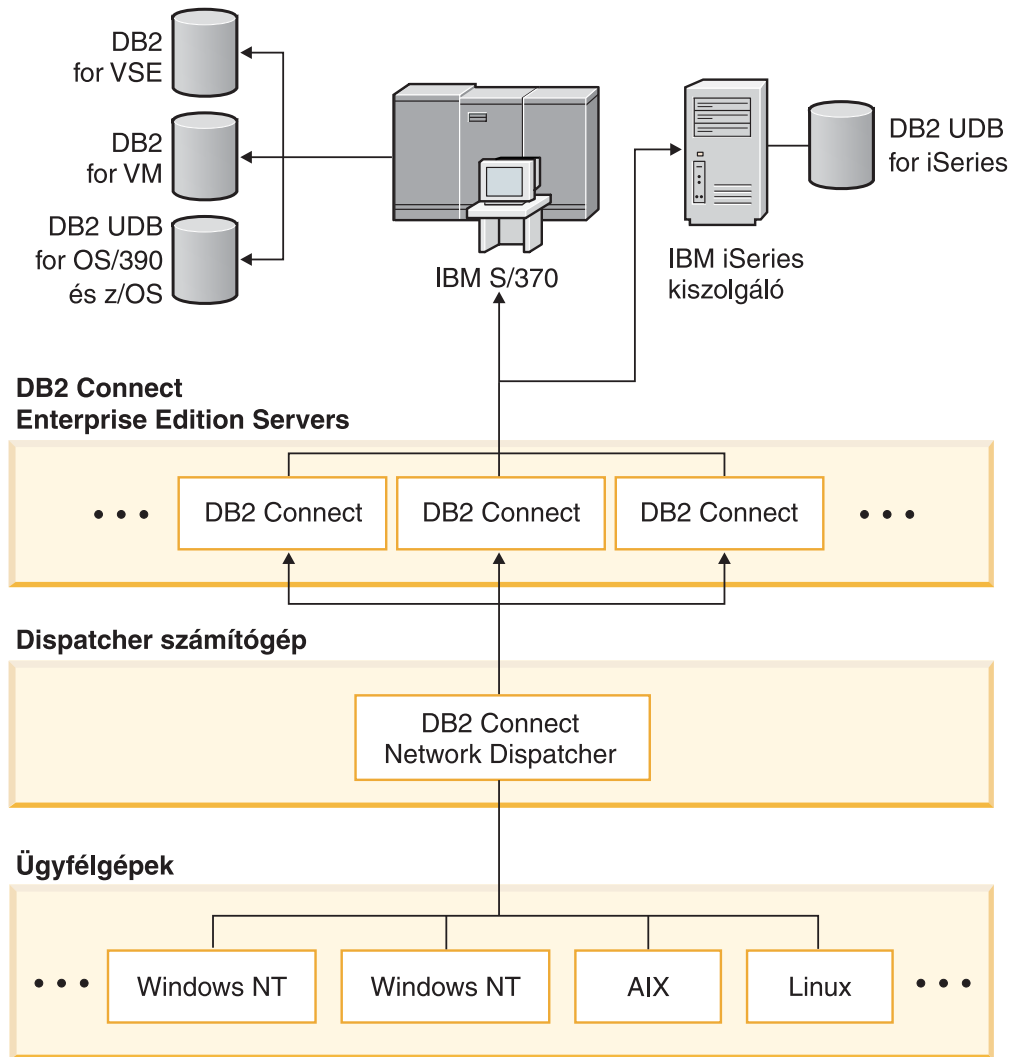 DB2
for VSE
DB2
for VM
DB2 UDB
for OS/390
és z/OS
IBM S/370
IBM iSeries
kiszolgáló
DB2 UDB
for iSeries
DB2 Connect
Enterprise Edition Servers
DB2 Connect
DB2 Connect
DB2 Connect
Dispatcher számítógép
DB2 Connect
Network Dispatcher
Ügyfélgépek
Windows NT
Windows NT
AIX
Linux